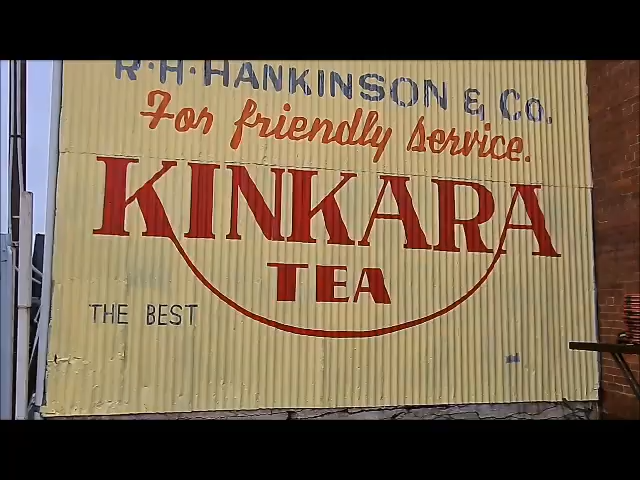 R·H·HANKINSON & Co.
For friendly service.
KINKARA
TEA
THE BEST